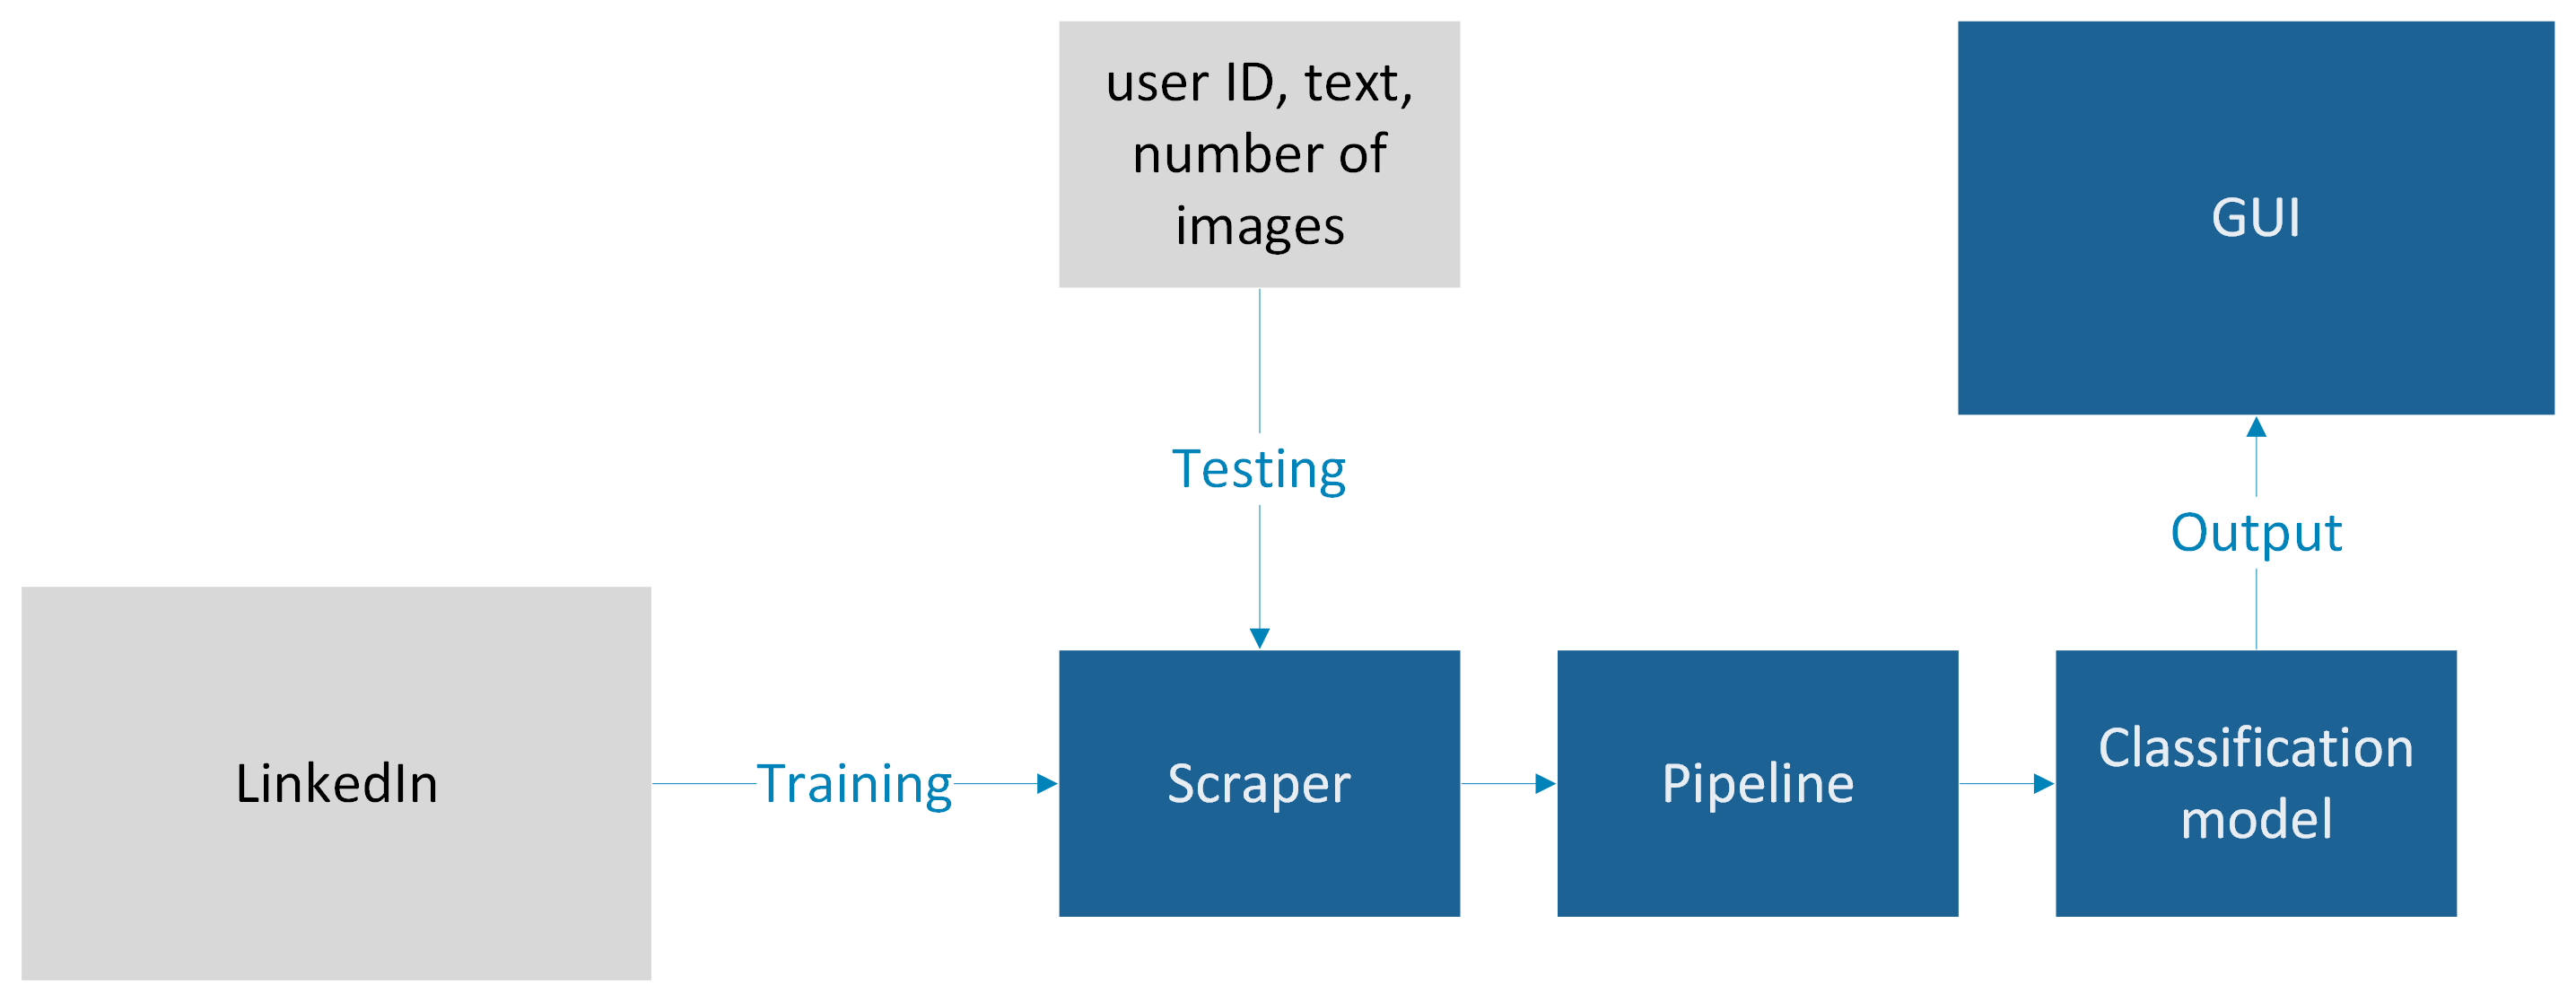 user ID, text,
number of
images
GUI
Testing
Output
LinkedIn
Training
Scraper
Pipeline
Classification
model